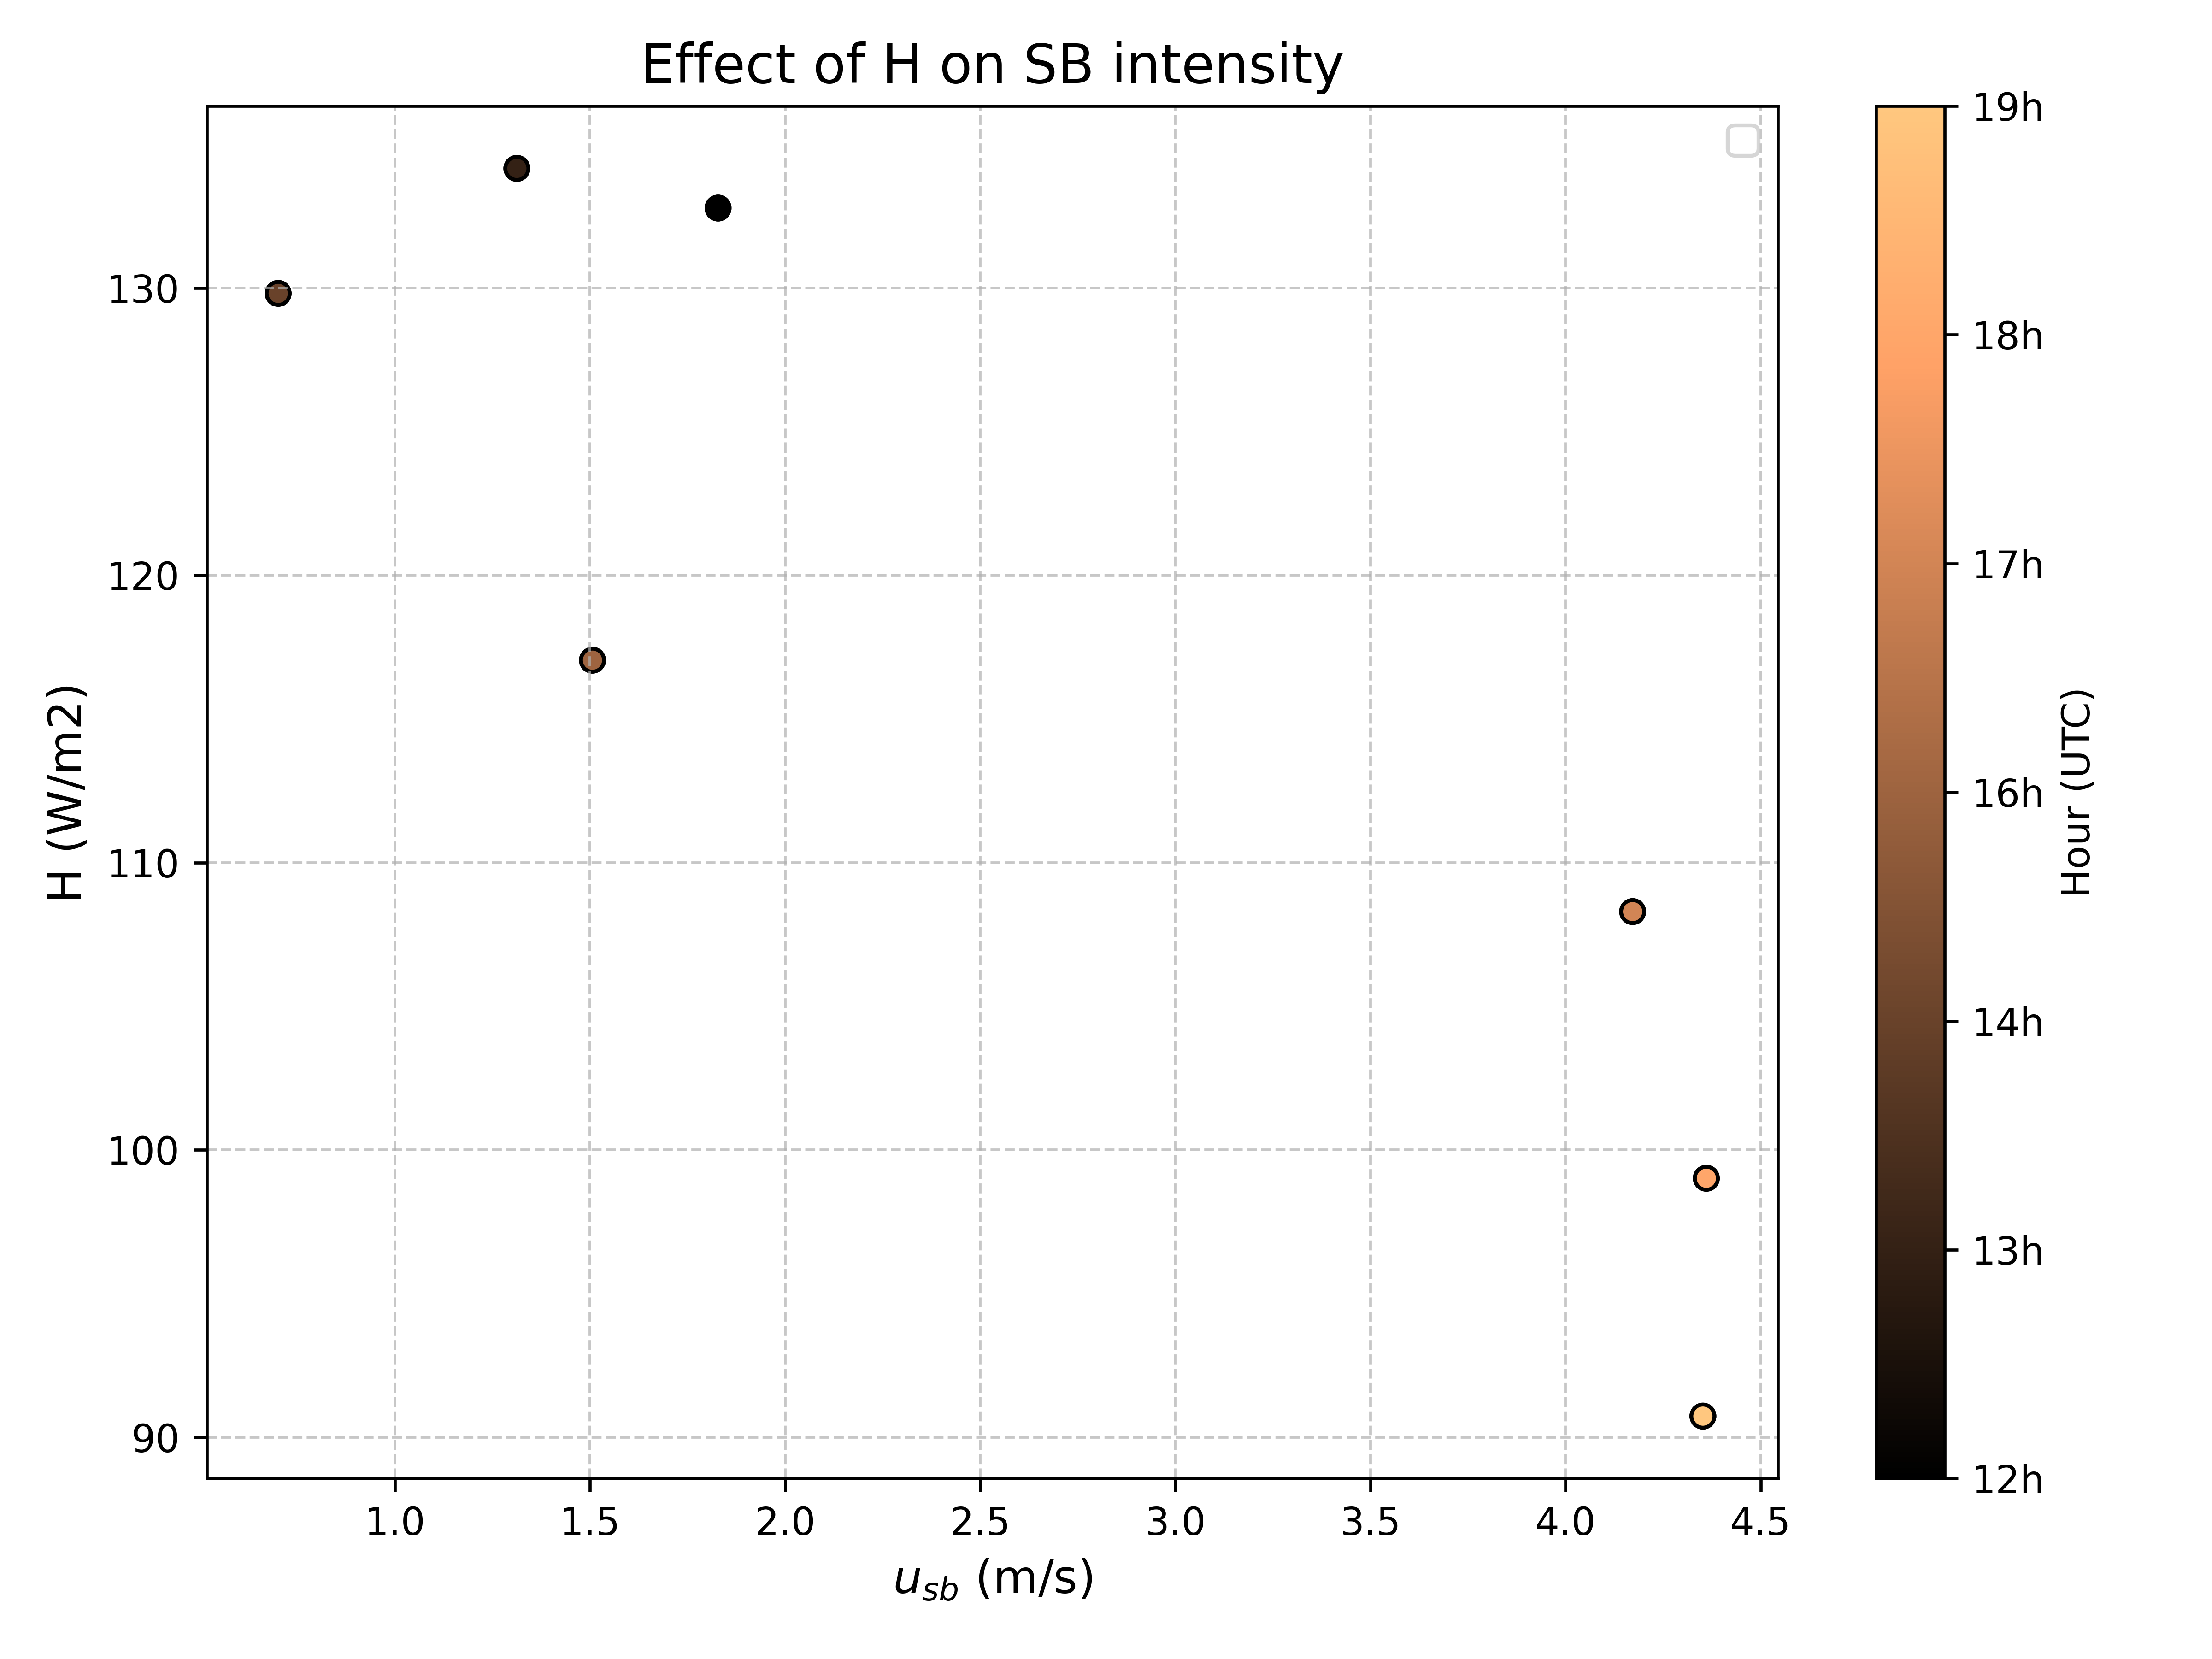 Effect of H on SB intensity
H (W/m2)
130
120
110
100
90
1.0 1.5 2.0 2.5 3.0 3.5 4.0 4.5
u_sb (m/s)
19h
18h
17h
16h
14h
13h
12h
Hour (UTC)